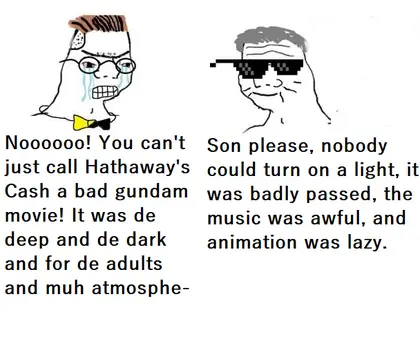 Noooooo! You can't
just call Hathaway's
Cash a bad gundam
movie! It was de
deep and de dark
and for de adults
and muh atmosphe-
Son please, nobody
could turn on a light, it
was badly passed, the
music was awful, and
animation was lazy.